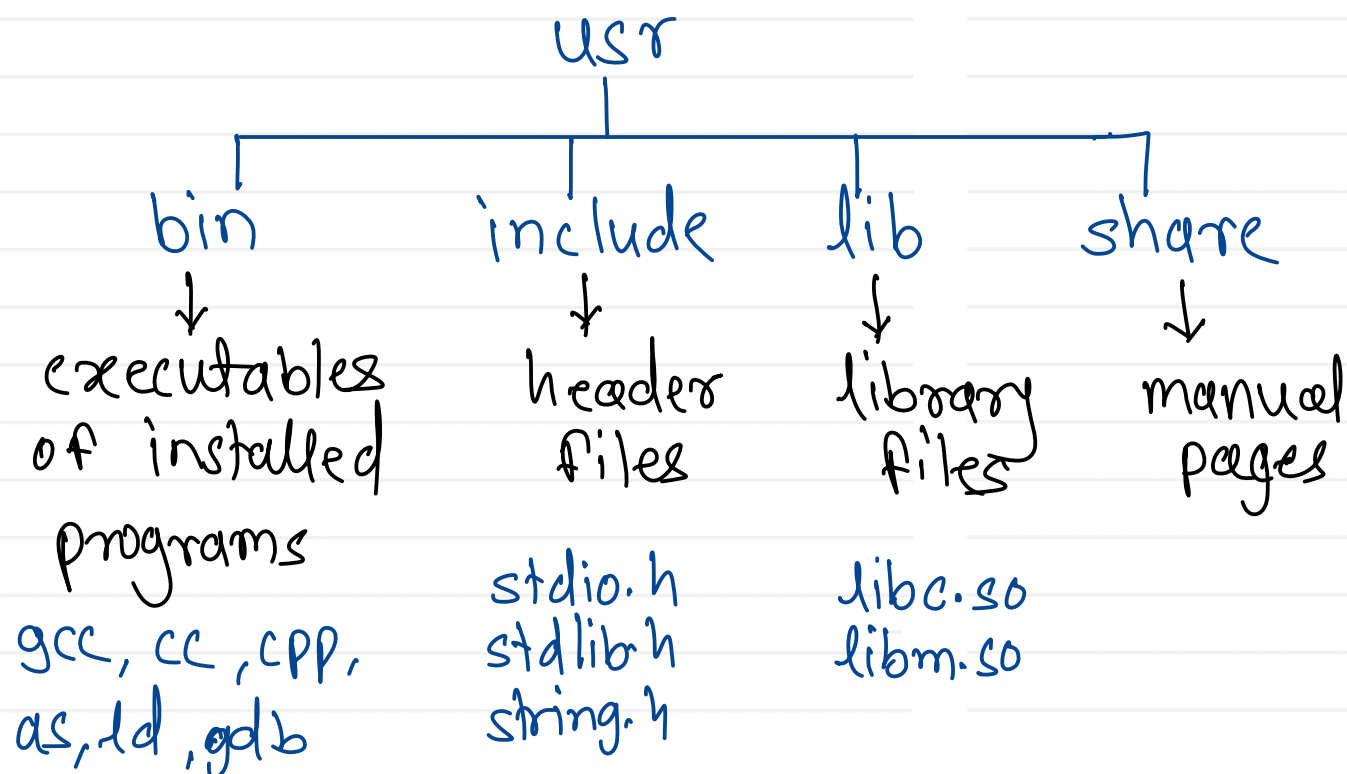 usr
bin include lib share
executables
of installed
programs
gcc, cc, cpp,
as, ld, gdb
header
files
stdio.h
stdlib.h
string.h
library
files
libc.so
libm.so
manual
pages